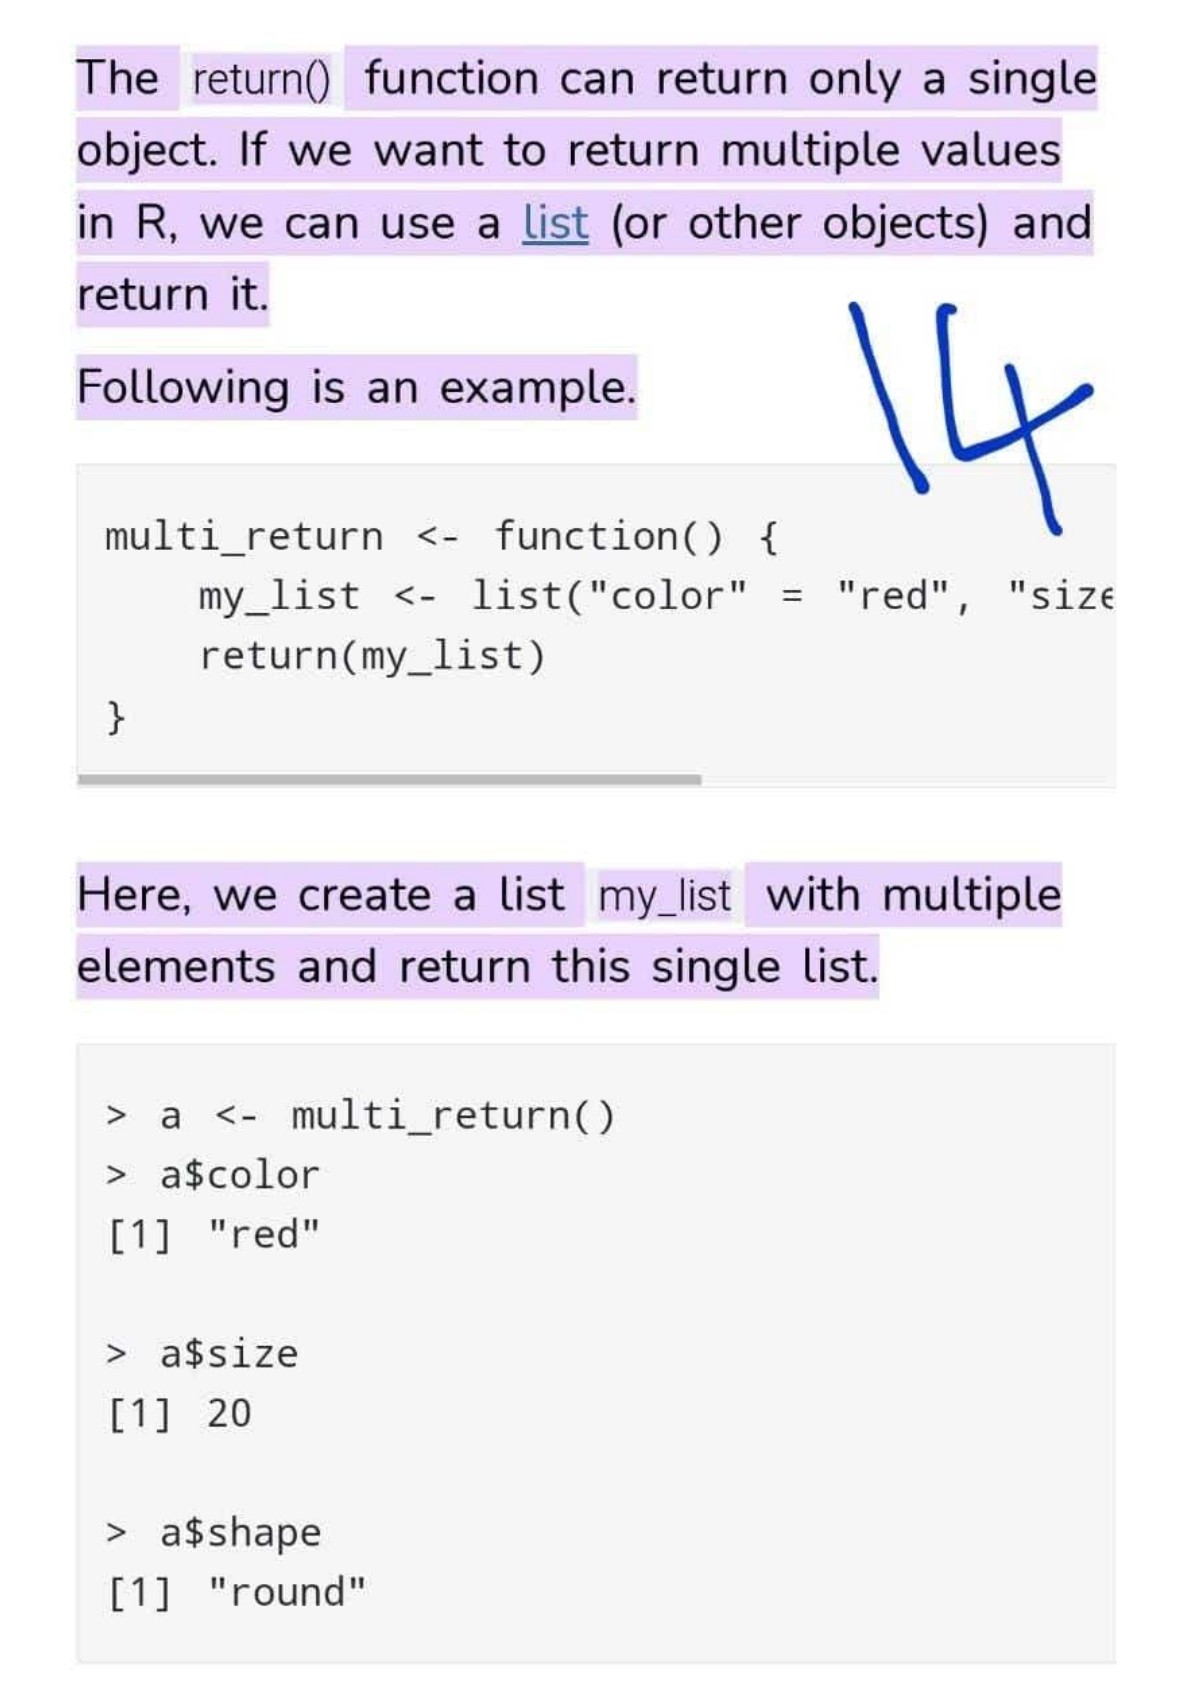 The return() function can return only a single
object. If we want to return multiple values
in R, we can use a list (or other objects) and
return it.
14
Following is an example.
multi_return <- function() {
my_list <- list("color" = "red", "size
return(my_list)
}
Here, we create a list my_list with multiple
elements and return this single list.
> a <- multi_return()
> a$color
[1] "red"
> a$size
[1] 20
> a$shape
[1] "round"